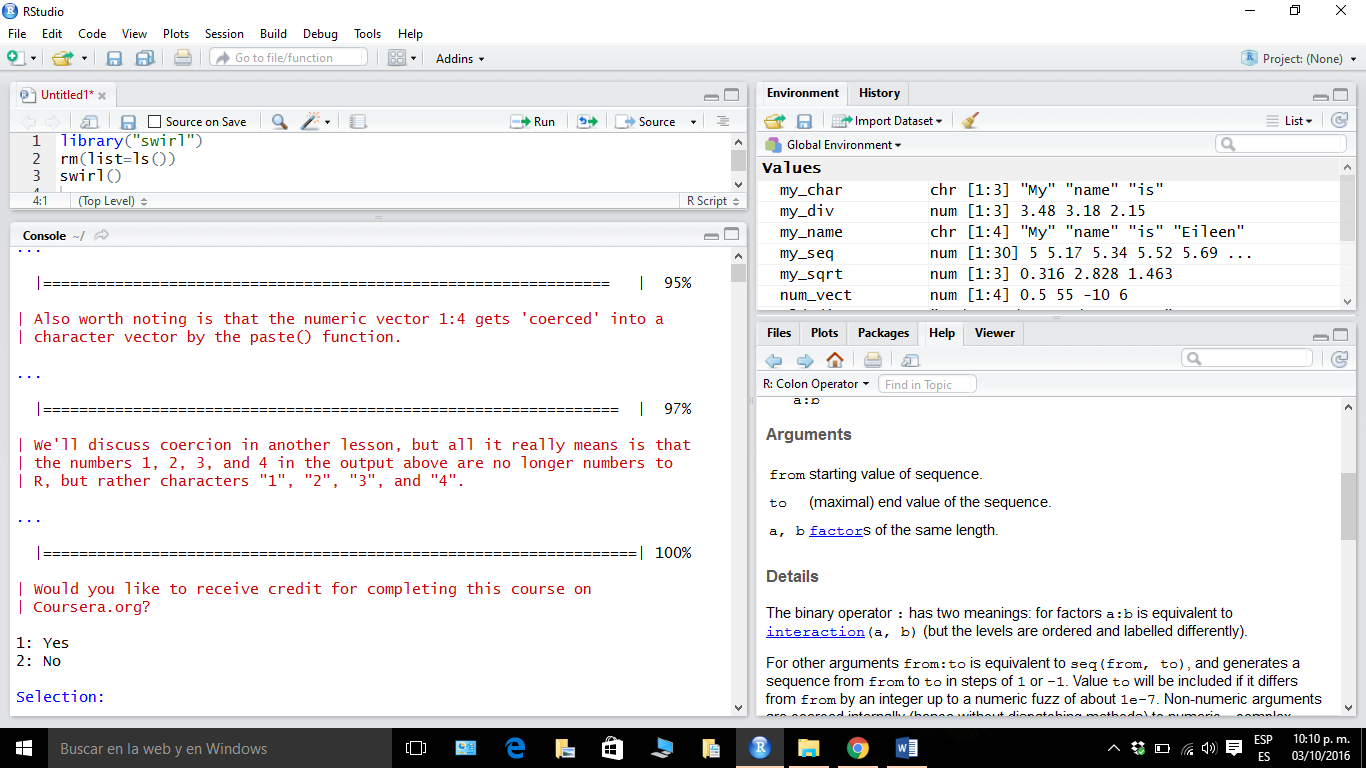 RStudio
File Edit Code View Plots Session Build Debug Tools Help
Go to file/function Addins Project: (None)
Untitled1*
Source on Save Run Source
1 library("swirl")
2 rm(list=ls())
3 swirl()
4
4:1 (Top Level) R Script
Console ~/
...
|=============================================================== | 95%
| Also worth noting is that the numeric vector 1:4 gets 'coerced' into a
| character vector by the paste() function.
...
|================================================================ | 97%
| We'll discuss coercion in another lesson, but all it really means is that
| the numbers 1, 2, 3, and 4 in the output above are no longer numbers to
| R, but rather characters "1", "2", "3", and "4".
...
|==================================================================| 100%
| Would you like to receive credit for completing this course on
| Coursera.org?
1: Yes
2: No
Selection:
Environment History
Import Dataset List
Global Environment
Values
my_char chr [1:3] "My" "name" "is"
my_div num [1:3] 3.48 3.18 2.15
my_name chr [1:4] "My" "name" "is" "Eileen"
my_seq num [1:30] 5 5.17 5.34 5.52 5.69 ...
my_sqrt num [1:3] 0.316 2.828 1.463
num_vect num [1:4] 0.5 55 -10 6
Files Plots Packages Help Viewer
R: Colon Operator Find in Topic
a:b
Arguments
from starting value of sequence.
to (maximal) end value of the sequence.
a, b factors of the same length.
Details
The binary operator : has two meanings: for factors a:b is equivalent to
interaction(a, b) (but the levels are ordered and labelled differently).
For other arguments from:to is equivalent to seq(from, to), and generates a
sequence from from to to in steps of 1 or -1. Value to will be included if it differs
from from by an integer up to a numeric fuzz of about 1e-7. Non-numeric arguments
are coerced internally (hence without dispatching methods) to numeric—complex
Buscar en la web y en Windows
ESP
ES
10:10 p. m.
03/10/2016